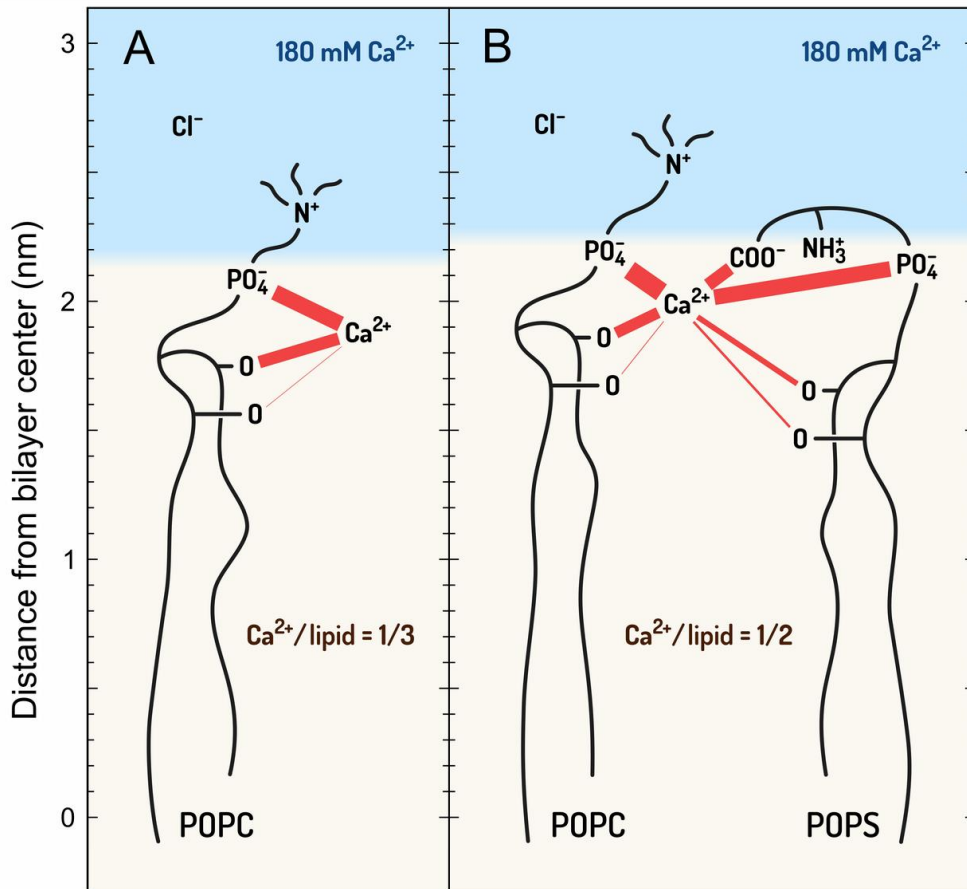 Distance from bilayer center (nm)
3
2
1
0
A
180 mM Ca²⁺
Cl⁻
N⁺
PO₄⁻
Ca²⁺
O
O
Ca²⁺/lipid = 1/3
POPC
B
180 mM Ca²⁺
Cl⁻
N⁺
PO₄⁻
COO⁻
NH₃⁺
PO₄⁻
Ca²⁺
O
O
O
O
Ca²⁺/lipid = 1/2
POPC
POPS